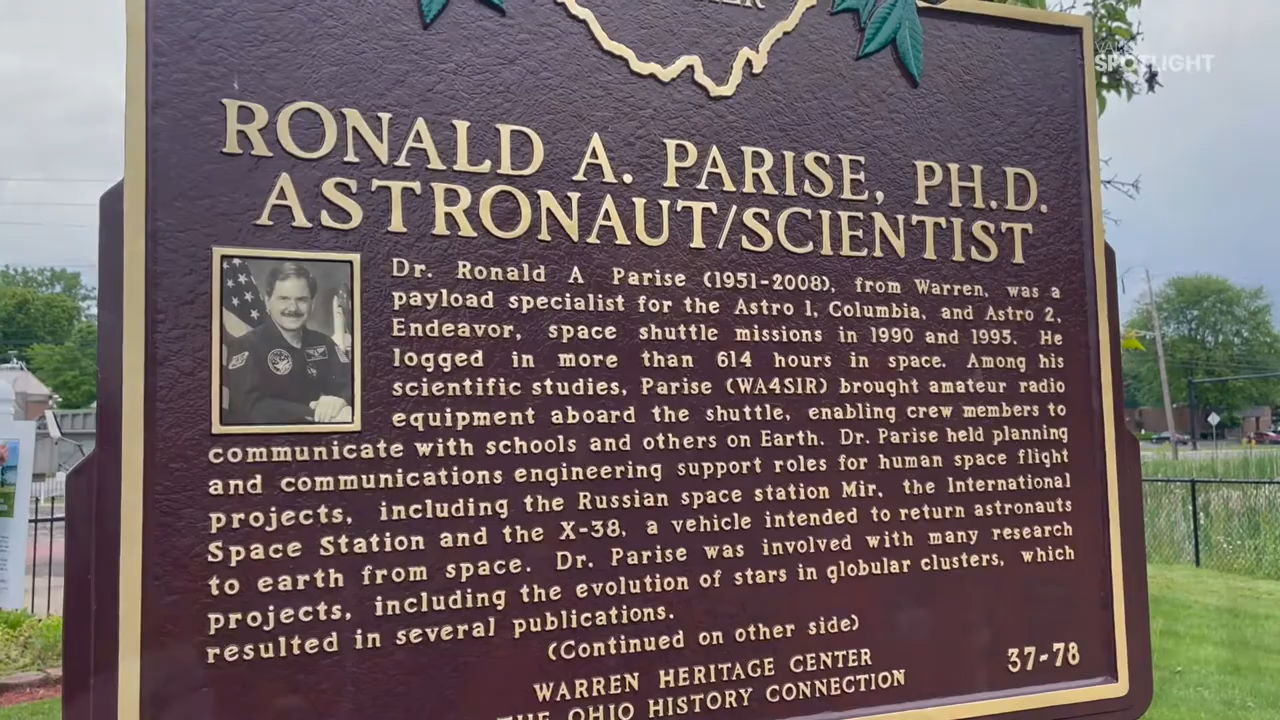 SPOTLIGHT
RONALD A. PARISE, PH.D.
ASTRONAUT/SCIENTIST
Dr. Ronald A Parise (1951-2008), from Warren, was a
payload specialist for the Astro 1, Columbia, and Astro 2,
Endeavor, space shuttle missions in 1990 and 1995. He
logged in more than 614 hours in space. Among his
scientific studies, Parise (WA4SIR) brought amateur radio
equipment aboard the shuttle, enabling crew members to
communicate with schools and others on Earth. Dr. Parise held planning
and communications engineering support roles for human space flight
projects, including the Russian space station Mir, the International
Space Station and the X-38, a vehicle intended to return astronauts
to earth from space. Dr. Parise was involved with many research
projects, including the evolution of stars in globular clusters, which
resulted in several publications.
(Continued on other side)
WARREN HERITAGE CENTER
THE OHIO HISTORY CONNECTION
37-78